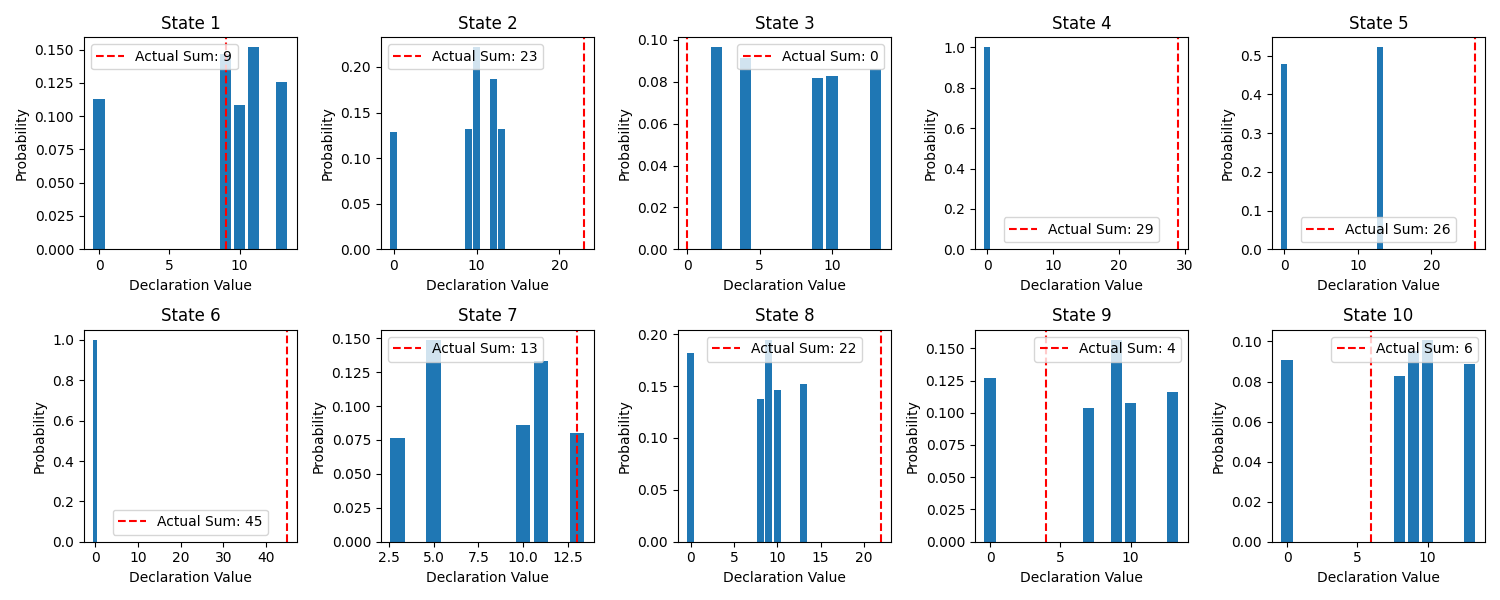 State 1
State 2
State 3
State 4
State 5
Probability
0.150
0.125
0.100
0.075
0.050
0.025
0.000
Actual Sum: 9
0 5 10
Declaration Value
Probability
0.20
0.15
0.10
0.05
0.00
Actual Sum: 23
0 10 20
Declaration Value
Probability
0.10
0.08
0.06
0.04
0.02
0.00
Actual Sum: 0
0 5 10
Declaration Value
Probability
1.0
0.8
0.6
0.4
0.2
0.0
Actual Sum: 29
0 10 20 30
Declaration Value
Probability
0.5
0.4
0.3
0.2
0.1
0.0
Actual Sum: 26
0 10 20
Declaration Value
State 6
State 7
State 8
State 9
State 10
Probability
1.0
0.8
0.6
0.4
0.2
0.0
Actual Sum: 45
0 10 20 30 40
Declaration Value
Probability
0.150
0.125
0.100
0.075
0.050
0.025
0.000
Actual Sum: 13
2.5 5.0 7.5 10.0 12.5
Declaration Value
Probability
0.20
0.15
0.10
0.05
0.00
Actual Sum: 22
0 5 10 15 20
Declaration Value
Probability
0.150
0.125
0.100
0.075
0.050
0.025
0.000
Actual Sum: 4
0 5 10
Declaration Value
Probability
0.10
0.08
0.06
0.04
0.02
0.00
Actual Sum: 6
0 5 10
Declaration Value